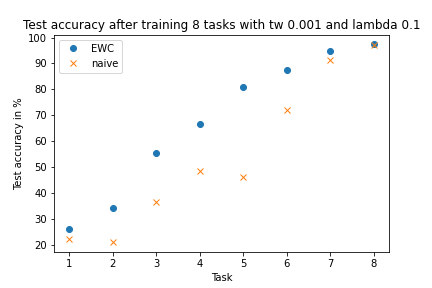 Test accuracy after training 8 tasks with tw 0.001 and lambda 0.1
100
90
80
70
60
50
40
30
20
Test accuracy in %
EWC
naive
1 2 3 4 5 6 7 8
Task